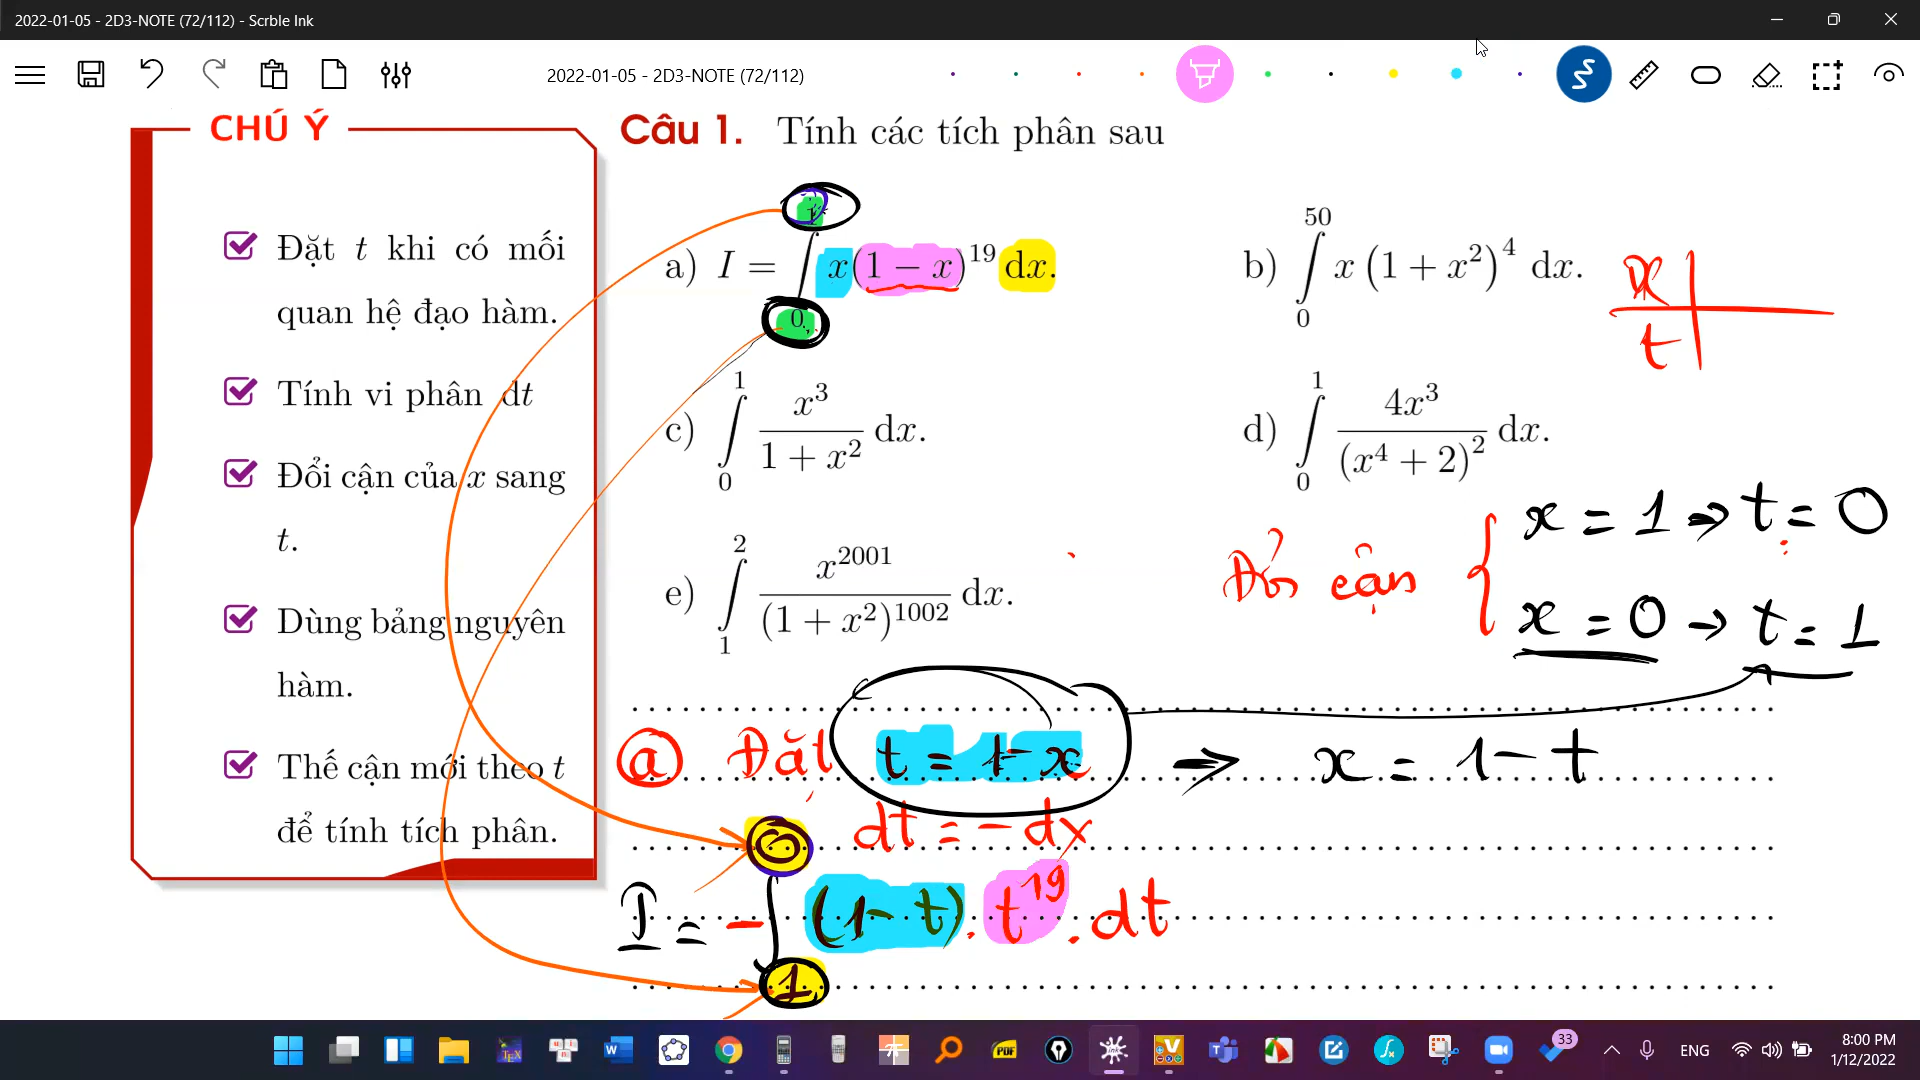 2022-01-05 - 2D3-NOTE (72/112) - Scrble Ink
2022-01-05 - 2D3-NOTE (72/112)
CHÚ Ý
Đặt t khi có mối
quan hệ đạo hàm.
Tính vi phân dt
Đổi cận của x sang
t.
Dùng bảng nguyên
hàm.
Thế cận mới theo t
để tính tích phân.
Câu 1. Tính các tích phân sau
a) I = ∫₀¹ x(1 − x)¹⁹ dx.
b) ∫₀⁵⁰ x (1 + x²)⁴ dx.
x
t
c) ∫₀¹ x³/(1 + x²) dx.
d) ∫₀¹ 4x³/(x⁴ + 2)² dx.
e) ∫₁² x²⁰⁰¹/(1 + x²)¹⁰⁰² dx.
Đổi cận { x = 1 → t = 0
x = 0 → t = 1
a Đặt t = 1 − x ⇒ x = 1 − t
dt = − dx
I = − ∫₁⁰ (1 − t) . t¹⁹ . dt
33
ENG
8:00 PM
1/12/2022